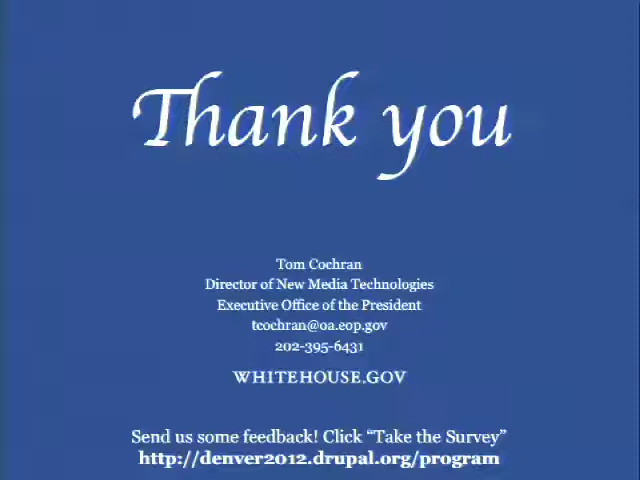 Thank you
Tom Cochran
Director of New Media Technologies
Executive Office of the President
tcochran@oa.eop.gov
202-395-6431
WHITEHOUSE.GOV
Send us some feedback! Click “Take the Survey”
http://denver2012.drupal.org/program